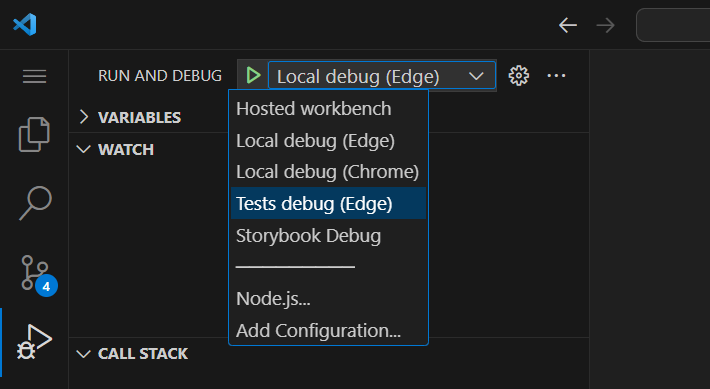 RUN AND DEBUG
Local debug (Edge)
VARIABLES
WATCH
Hosted workbench
Local debug (Edge)
Local debug (Chrome)
Tests debug (Edge)
Storybook Debug
Node.js...
Add Configuration...
4
CALL STACK